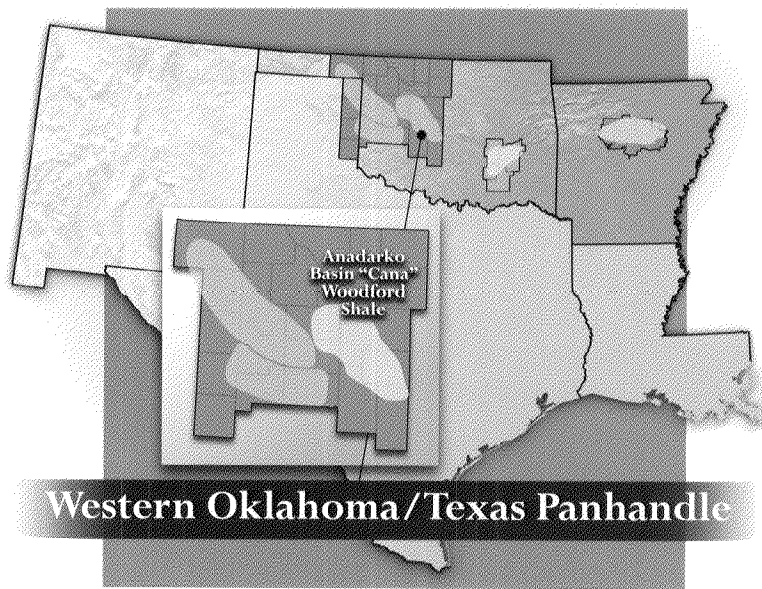 Anadarko
Basin “Cana”
Woodford
Shale
Western Oklahoma/Texas Panhandle